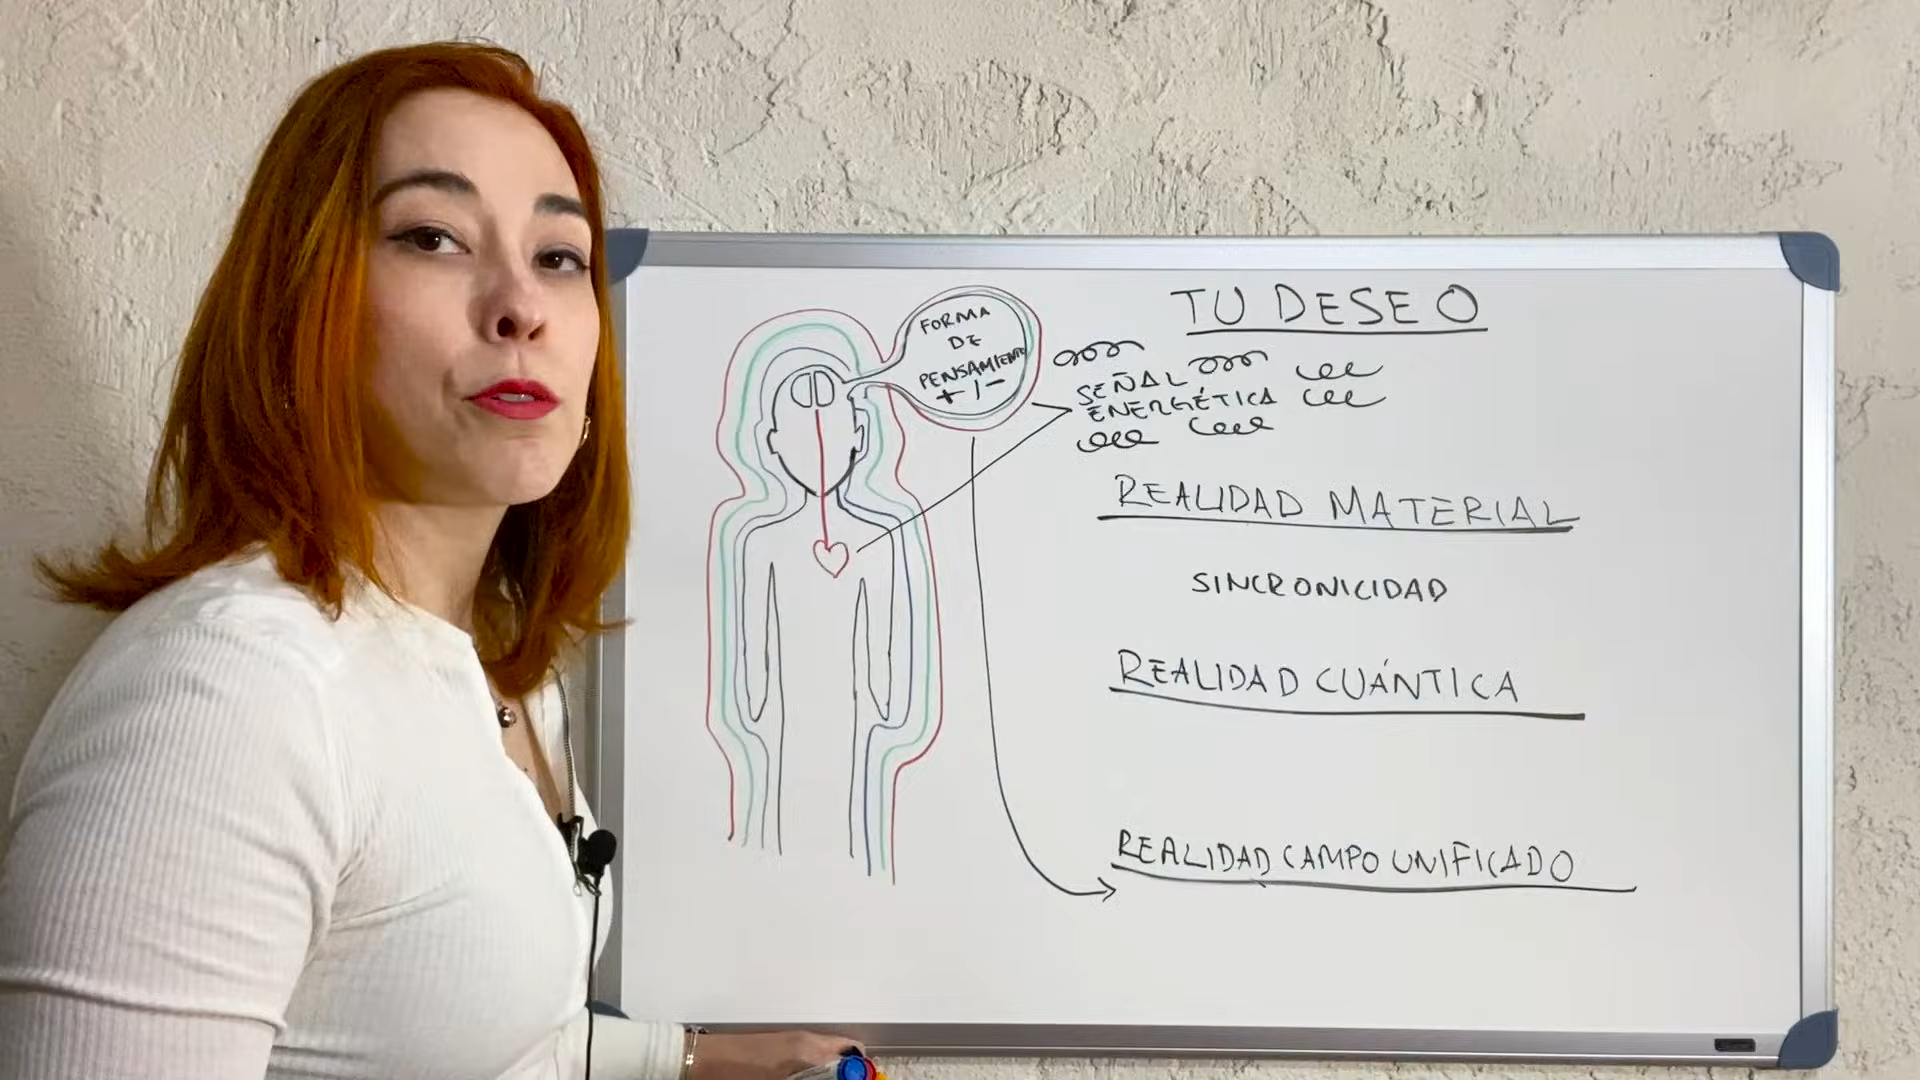 FORMA
DE
PENSAMIENTO
+ / -
TU DESEO
SEÑAL
ENERGÉTICA
REALIDAD MATERIAL
SINCRONICIDAD
REALIDAD CUÁNTICA
REALIDAD CAMPO UNIFICADO